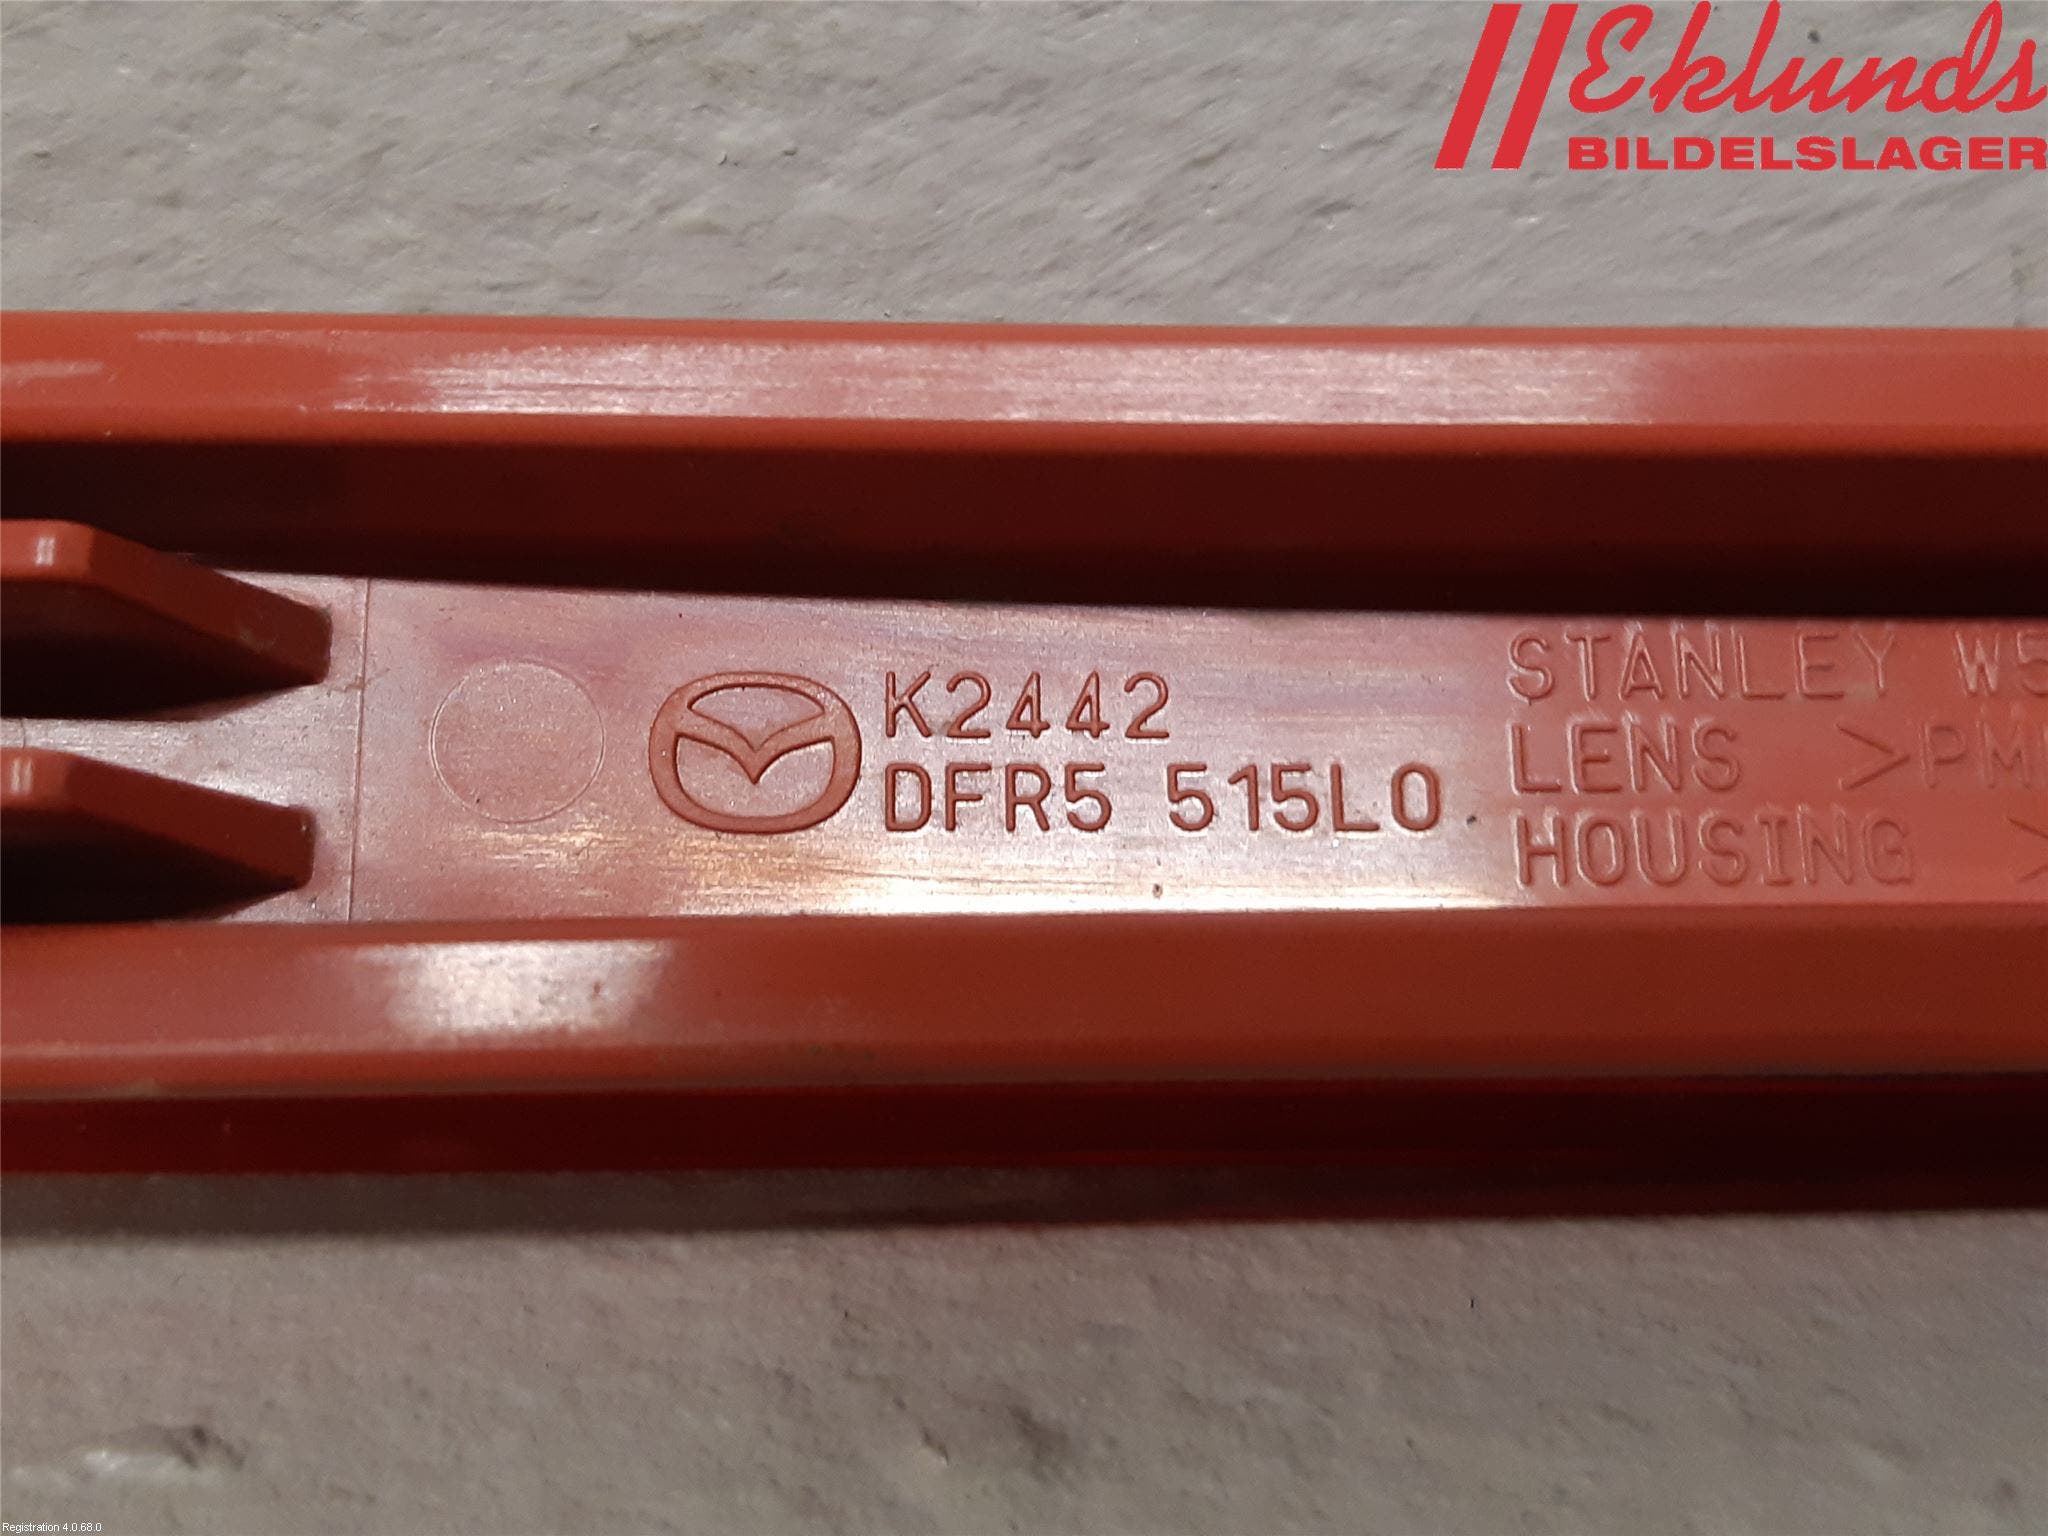 Eklunds
BILDELSLAGER
K2442
DFR5 515L0
STANLEY W5
LENS >PM
HOUSING >
Registration 4.0.68.0